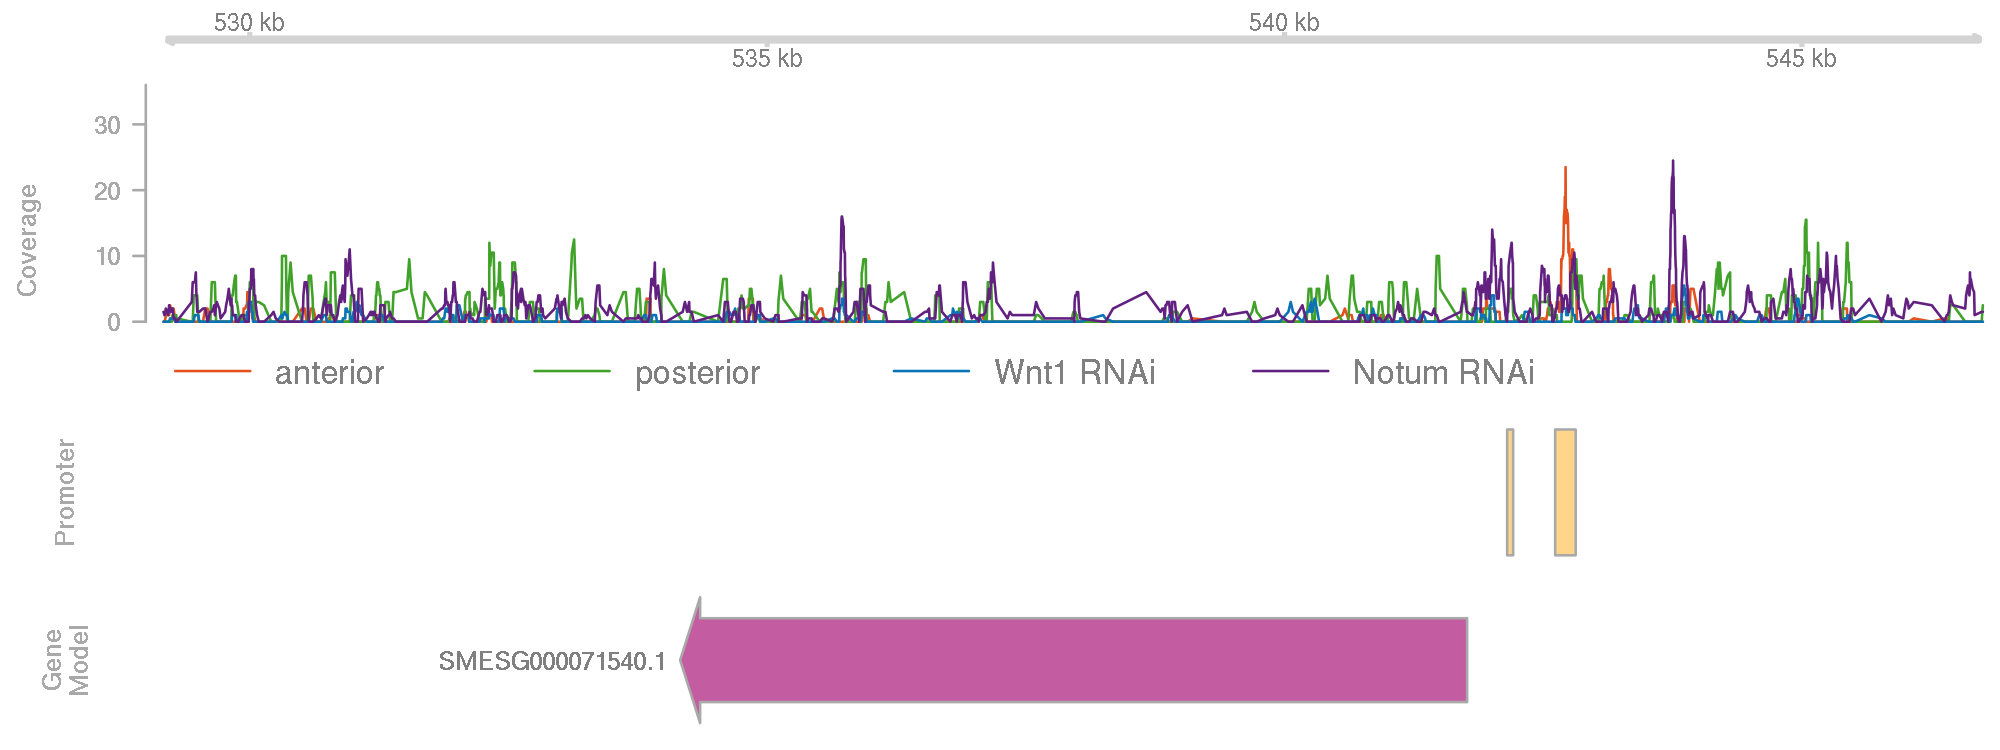 530 kb
540 kb
535 kb
545 kb
Coverage
30
20
10
0
anterior
posterior
Wnt1 RNAi
Notum RNAi
Promoter
Gene
Model
SMESG000071540.1